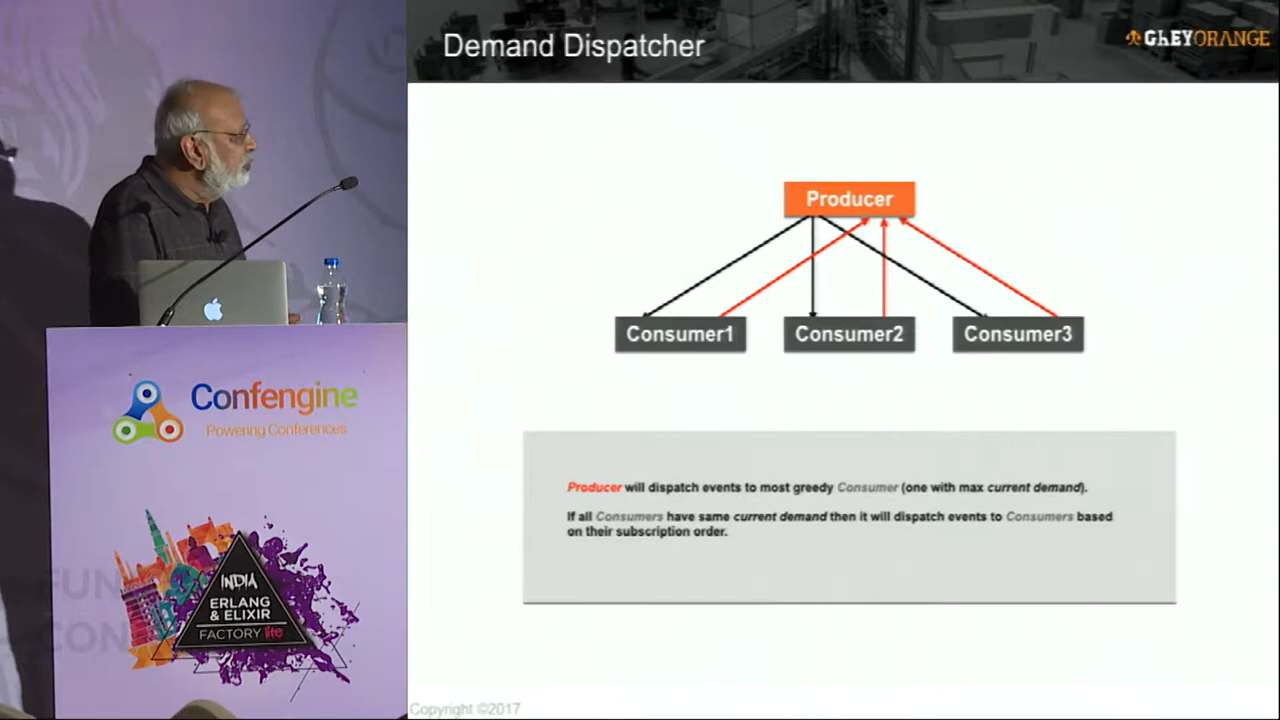 Demand Dispatcher
GREYORANGE
Producer
Consumer1
Consumer2
Consumer3
Producer will dispatch events to most greedy Consumer (one with max current demand).
If all Consumers have same current demand then it will dispatch events to Consumers based
on their subscription order.
Copyright ©2017
Confengine
Powering Conferences
FUN
CON
INDIA
ERLANG
& ELIXIR
FACTORY lite